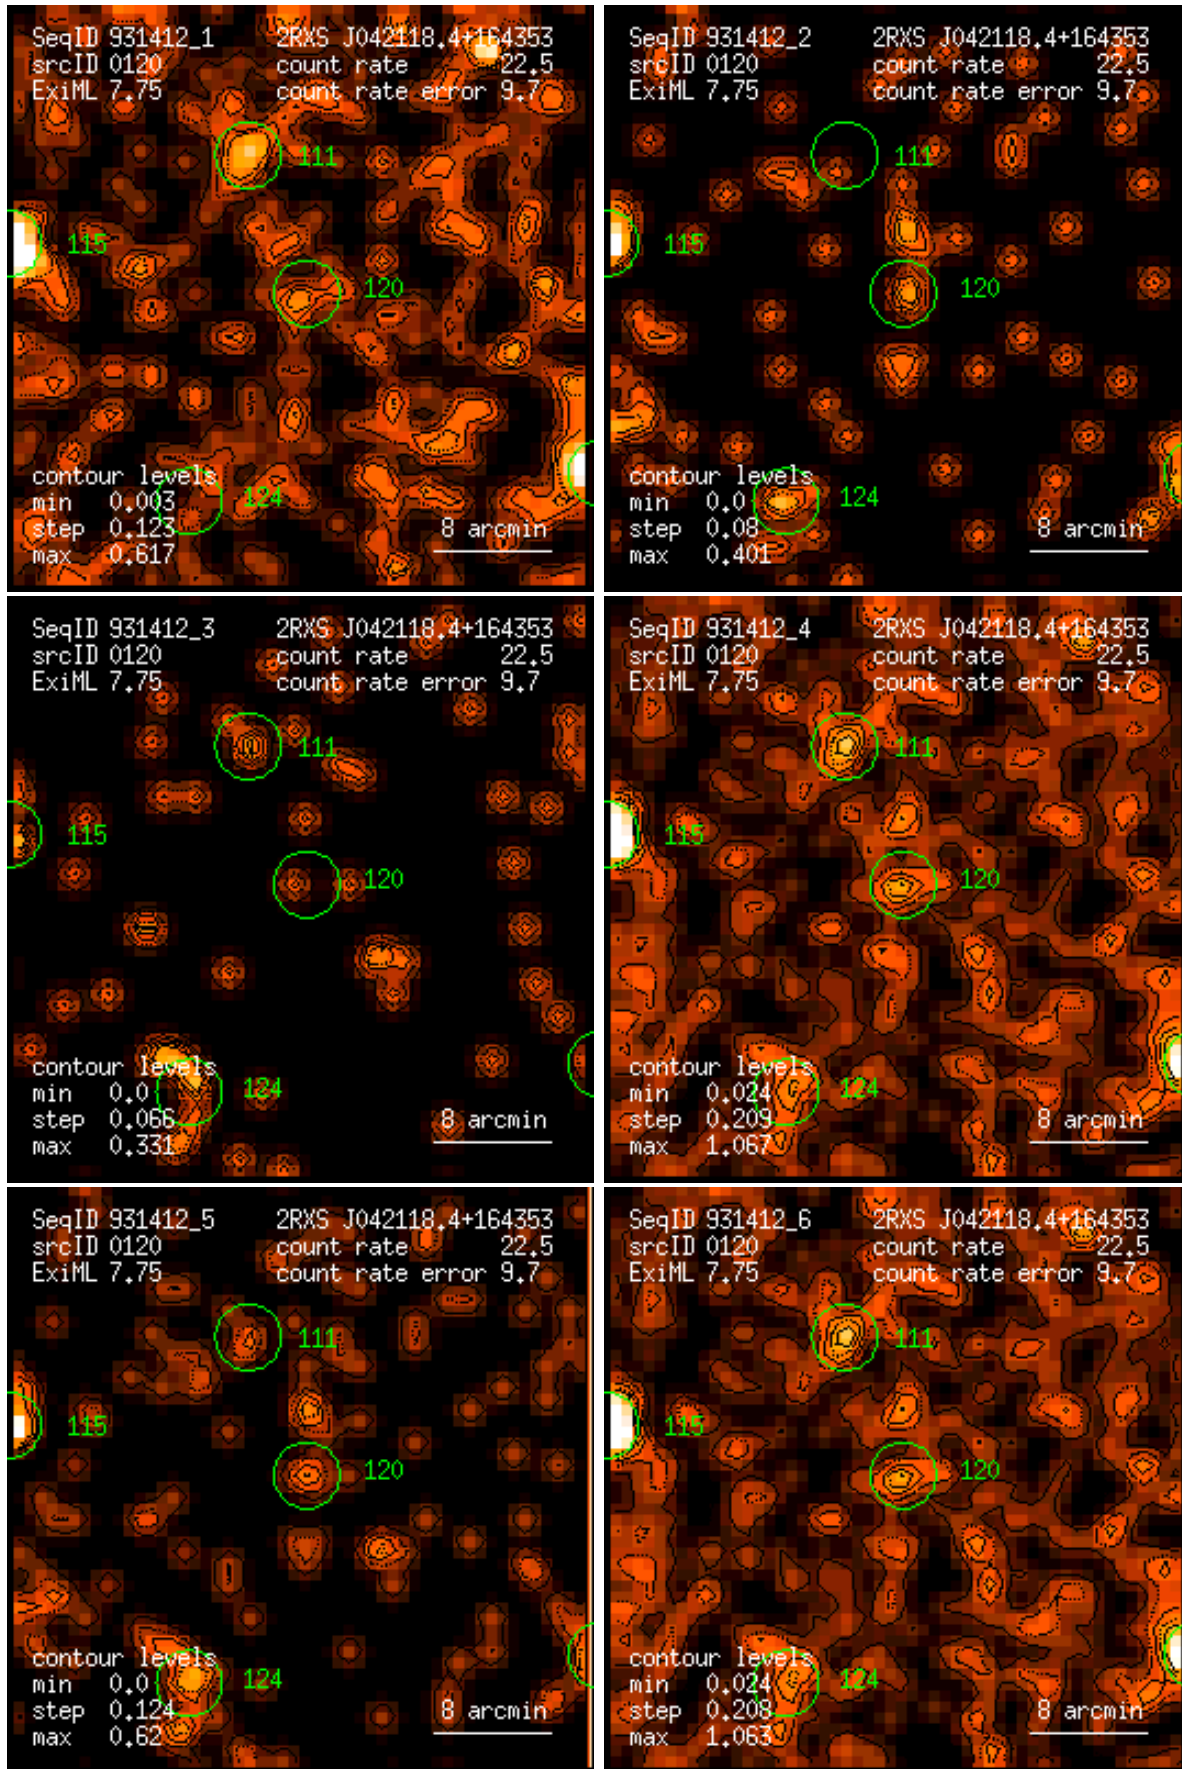 SeqID 931412_1 2RXS J042118.4+164353
srcID 0120 count rate 22.5
ExiML 7.75 count rate error 9.7
111
115
120
contour levels
124
min 0.003
step 0.123 8 arcmin
max 0.617
SeqID 931412_2 2RXS J042118.4+164353
srcID 0120 count rate 22.5
ExiML 7.75 count rate error 9.7
111
115
120
contour levels
124
min 0.0
step 0.08 8 arcmin
max 0.401
SeqID 931412_3 2RXS J042118.4+164353
srcID 0120 count rate 22.5
ExiML 7.75 count rate error 9.7
111
115
120
contour levels
124
min 0.0
step 0.066 8 arcmin
max 0.331
SeqID 931412_4 2RXS J042118.4+164353
srcID 0120 count rate 22.5
ExiML 7.75 count rate error 9.7
111
115
120
contour levels
124
min 0.024
step 0.209 8 arcmin
max 1.067
SeqID 931412_5 2RXS J042118.4+164353
srcID 0120 count rate 22.5
ExiML 7.75 count rate error 9.7
111
115
120
contour levels
124
min 0.0
step 0.124 8 arcmin
max 0.62
SeqID 931412_6 2RXS J042118.4+164353
srcID 0120 count rate 22.5
ExiML 7.75 count rate error 9.7
111
115
120
contour levels
124
min 0.024
step 0.208 8 arcmin
max 1.063